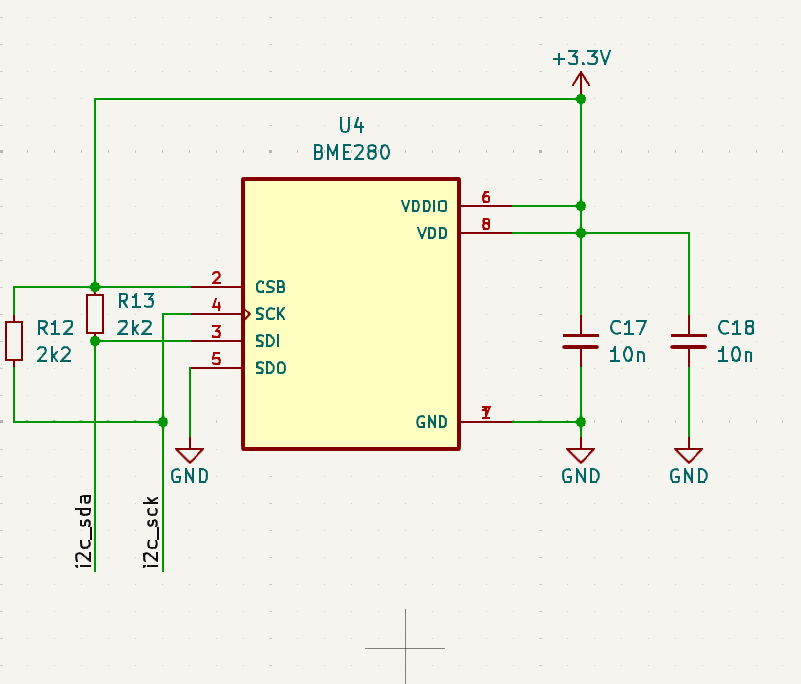 +3.3V
U4
BME280
VDDIO 6
VDD 8
2 CSB
4 SCK
3 SDI
5 SDO
R13
2k2
R12
2k2
C17
10n
C18
10n
GND
GND
GND
GND
i2c_sda
i2c_sck